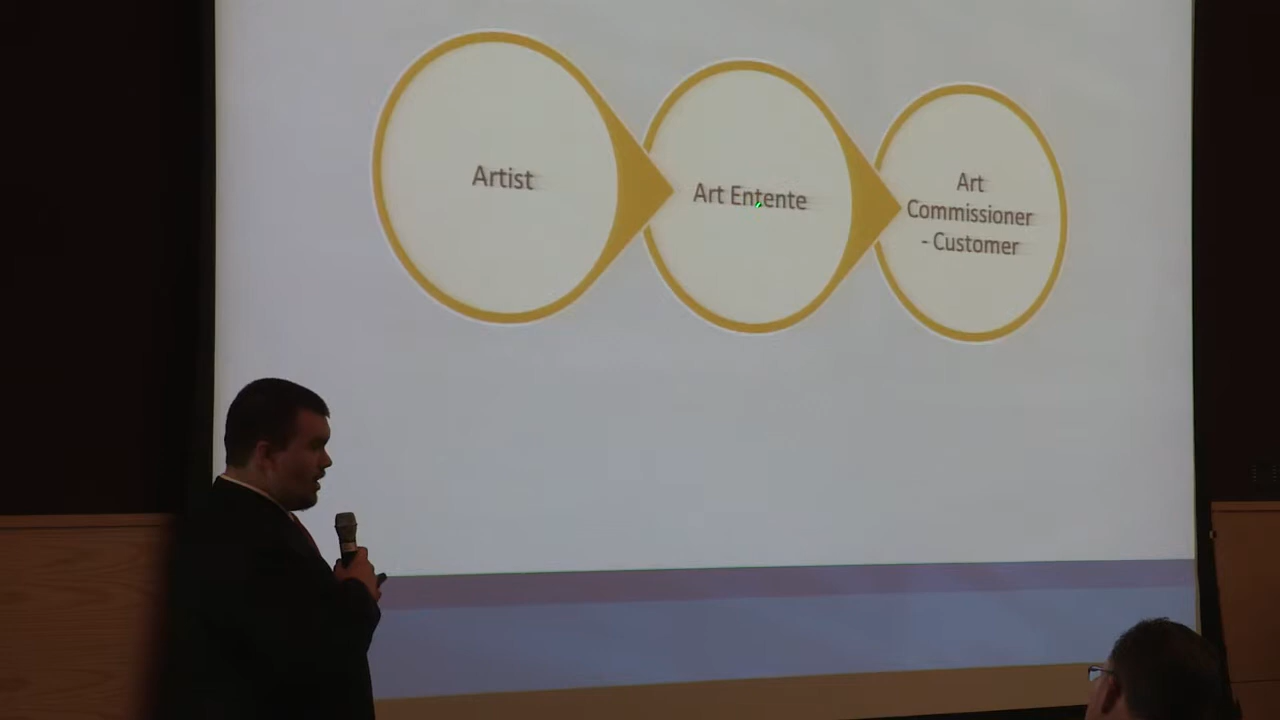 Artist
Art Entente
Art
Commissioner
- Customer